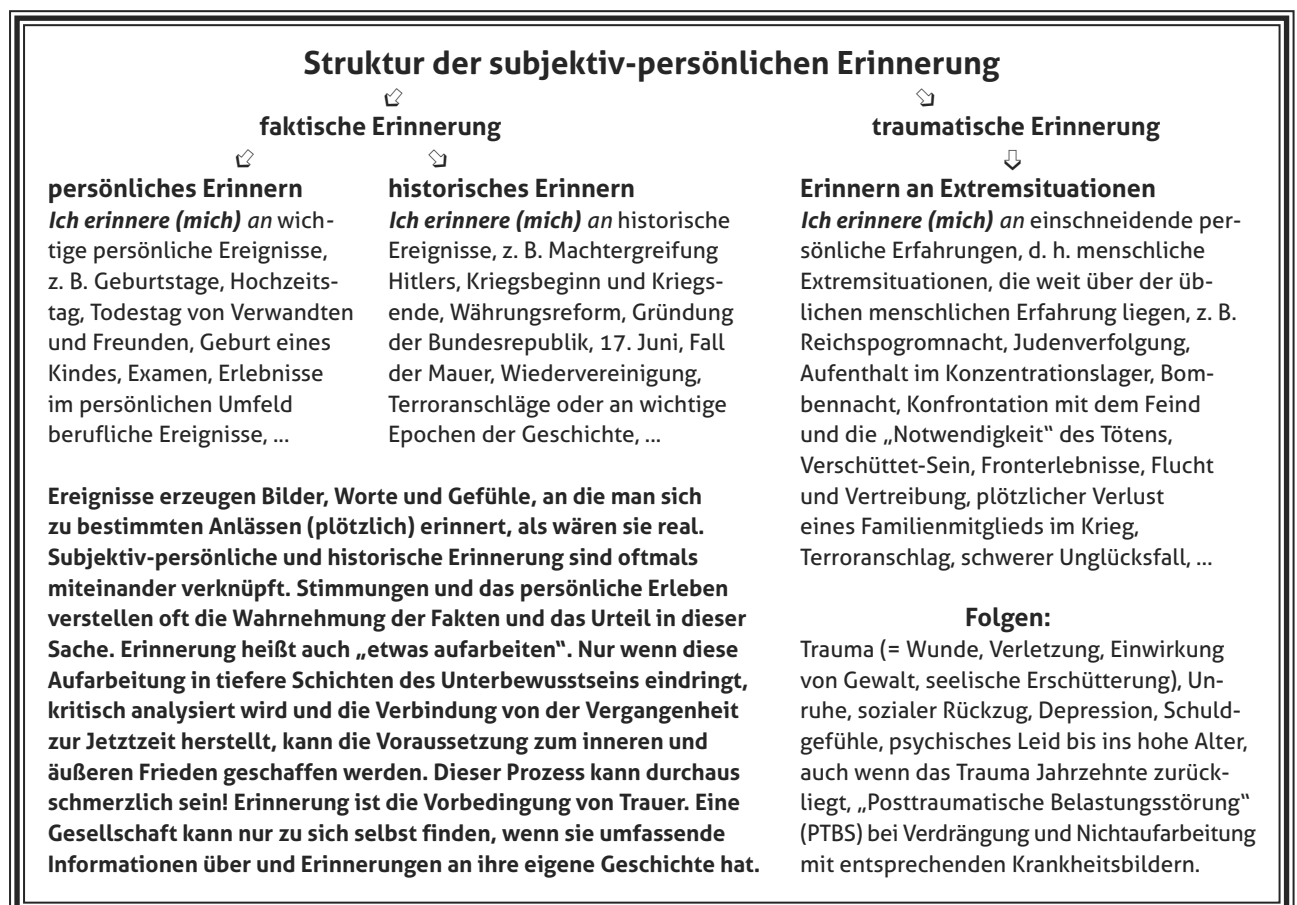 Struktur der subjektiv-persönlichen Erinnerung
faktische Erinnerung
traumatische Erinnerung
persönliches Erinnern
Ich erinnere (mich) an wich-
tige persönliche Ereignisse,
z. B. Geburtstage, Hochzeits-
tag, Todestag von Verwandten
und Freunden, Geburt eines
Kindes, Examen, Erlebnisse
im persönlichen Umfeld
berufliche Ereignisse, ...
historisches Erinnern
Ich erinnere (mich) an historische
Ereignisse, z. B. Machtergreifung
Hitlers, Kriegsbeginn und Kriegs-
ende, Währungsreform, Gründung
der Bundesrepublik, 17. Juni, Fall
der Mauer, Wiedervereinigung,
Terroranschläge oder an wichtige
Epochen der Geschichte, ...
Ereignisse erzeugen Bilder, Worte und Gefühle, an die man sich
zu bestimmten Anlässen (plötzlich) erinnert, als wären sie real.
Subjektiv-persönliche und historische Erinnerung sind oftmals
miteinander verknüpft. Stimmungen und das persönliche Erleben
verstellen oft die Wahrnehmung der Fakten und das Urteil in dieser
Sache. Erinnerung heißt auch „etwas aufarbeiten“. Nur wenn diese
Aufarbeitung in tiefere Schichten des Unterbewusstseins eindringt,
kritisch analysiert wird und die Verbindung von der Vergangenheit
zur Jetztzeit herstellt, kann die Voraussetzung zum inneren und
äußeren Frieden geschaffen werden. Dieser Prozess kann durchaus
schmerzlich sein! Erinnerung ist die Vorbedingung von Trauer. Eine
Gesellschaft kann nur zu sich selbst finden, wenn sie umfassende
Informationen über und Erinnerungen an ihre eigene Geschichte hat.
Erinnern an Extremsituationen
Ich erinnere (mich) an einschneidende per-
sönliche Erfahrungen, d. h. menschliche
Extremsituationen, die weit über der üb-
lichen menschlichen Erfahrung liegen, z. B.
Reichspogromnacht, Judenverfolgung,
Aufenthalt im Konzentrationslager, Bom-
bennacht, Konfrontation mit dem Feind
und die „Notwendigkeit“ des Tötens,
Verschüttet-Sein, Fronterlebnisse, Flucht
und Vertreibung, plötzlicher Verlust
eines Familienmitglieds im Krieg,
Terroranschlag, schwerer Unglücksfall, ...
Folgen:
Trauma (= Wunde, Verletzung, Einwirkung
von Gewalt, seelische Erschütterung), Un-
ruhe, sozialer Rückzug, Depression, Schuld-
gefühle, psychisches Leid bis ins hohe Alter,
auch wenn das Trauma Jahrzehnte zurück-
liegt, „Posttraumatische Belastungsstörung“
(PTBS) bei Verdrängung und Nichtaufarbeitung
mit entsprechenden Krankheitsbildern.